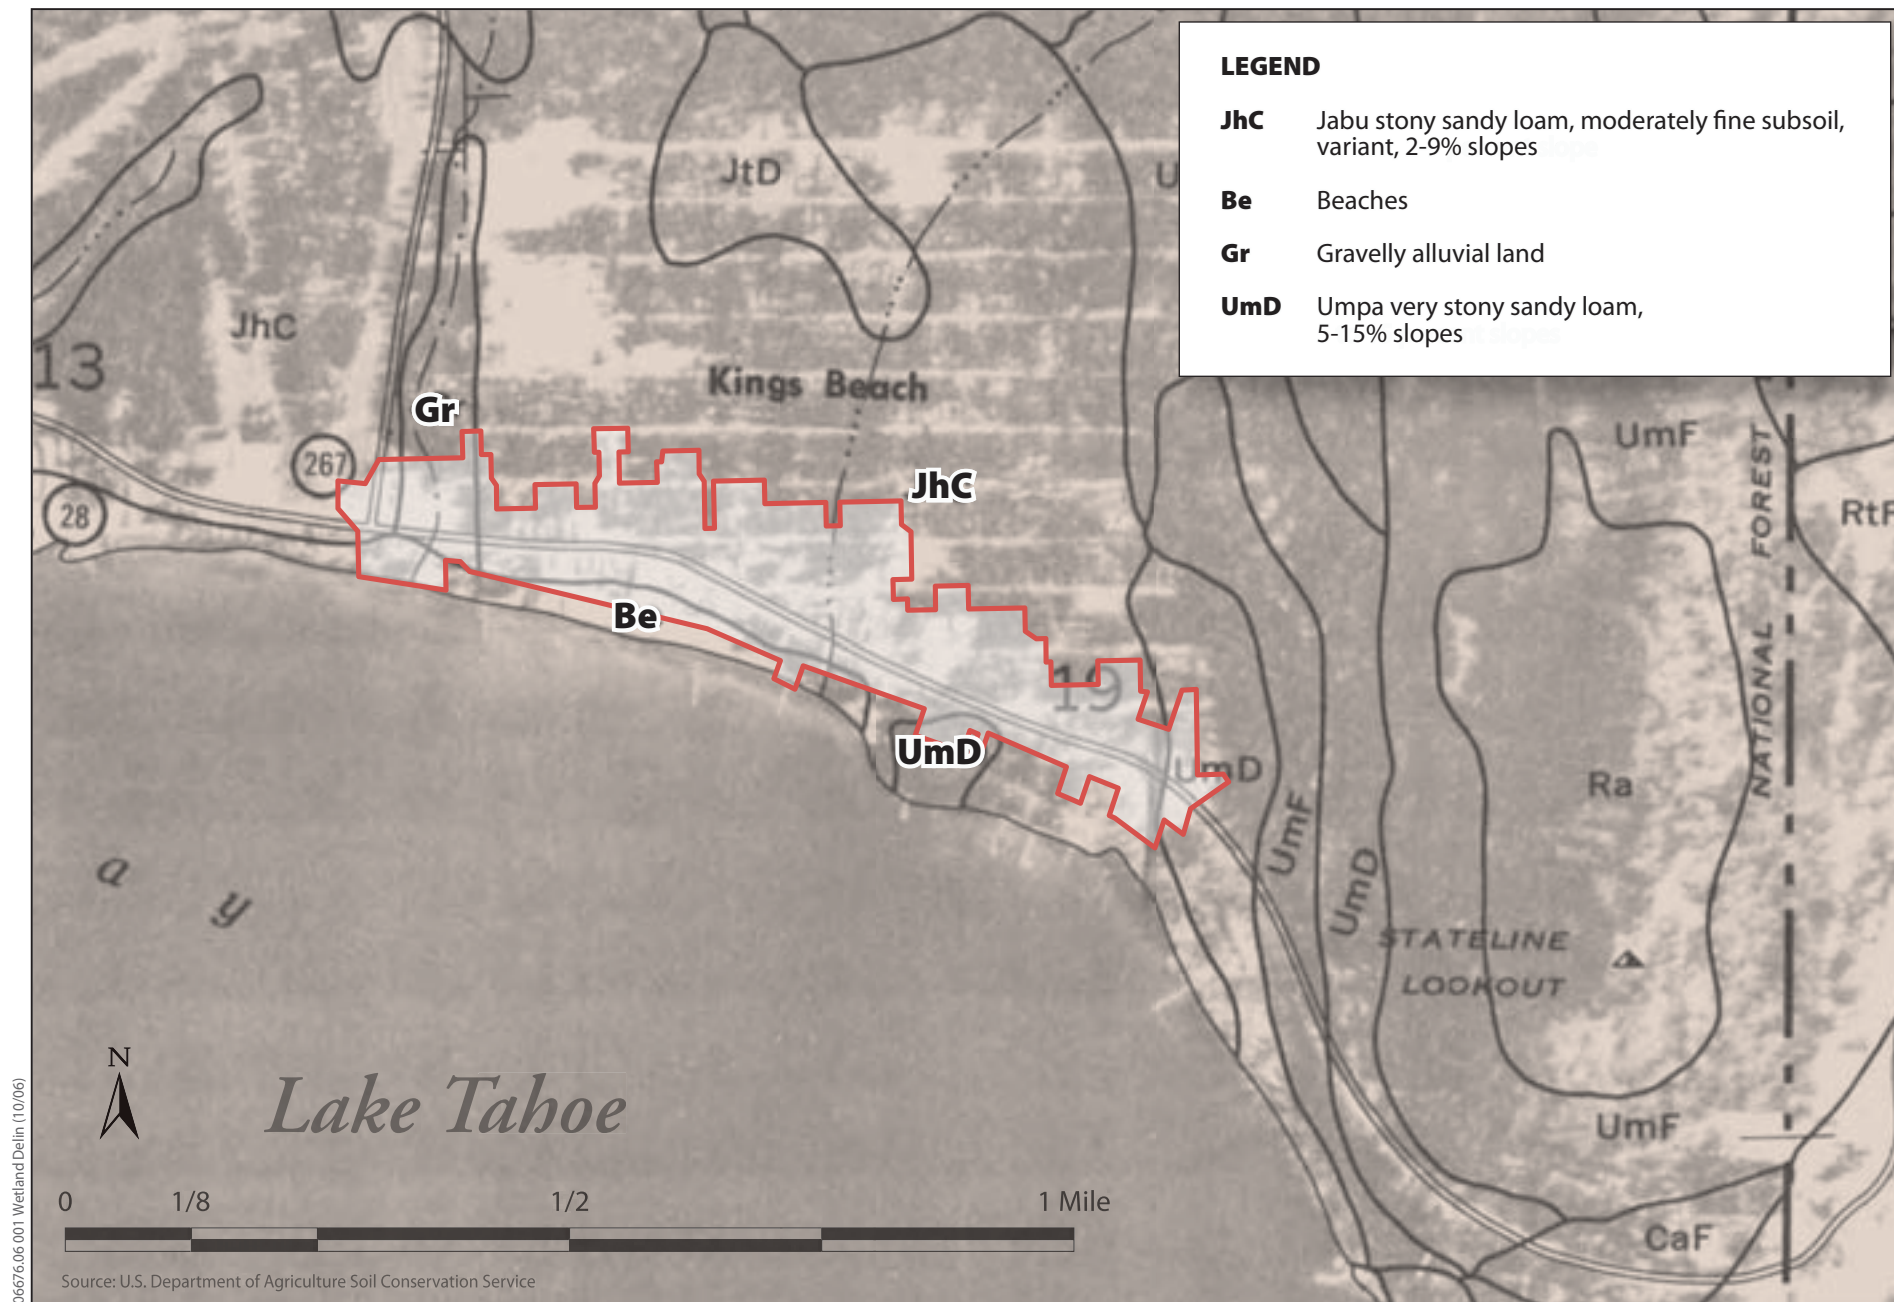 LEGEND
JhC Jabu stony sandy loam, moderately fine subsoil,
variant, 2-9% slopes
Be Beaches
Gr Gravelly alluvial land
UmD Umpa very stony sandy loam,
5-15% slopes
JtD
JhC
13
Kings Beach
Gr
267
28
JhC
UmF
NATIONAL FOREST
Be
19
UmD
UmD
UmF
UmD
Ra
STATELINE
LOOKOUT
a y
N
Lake Tahoe
UmF
CaF
0 1/8 1/2 1 Mile
Source: U.S. Department of Agriculture Soil Conservation Service
06676.06 001 Wetland Delin (10/06)